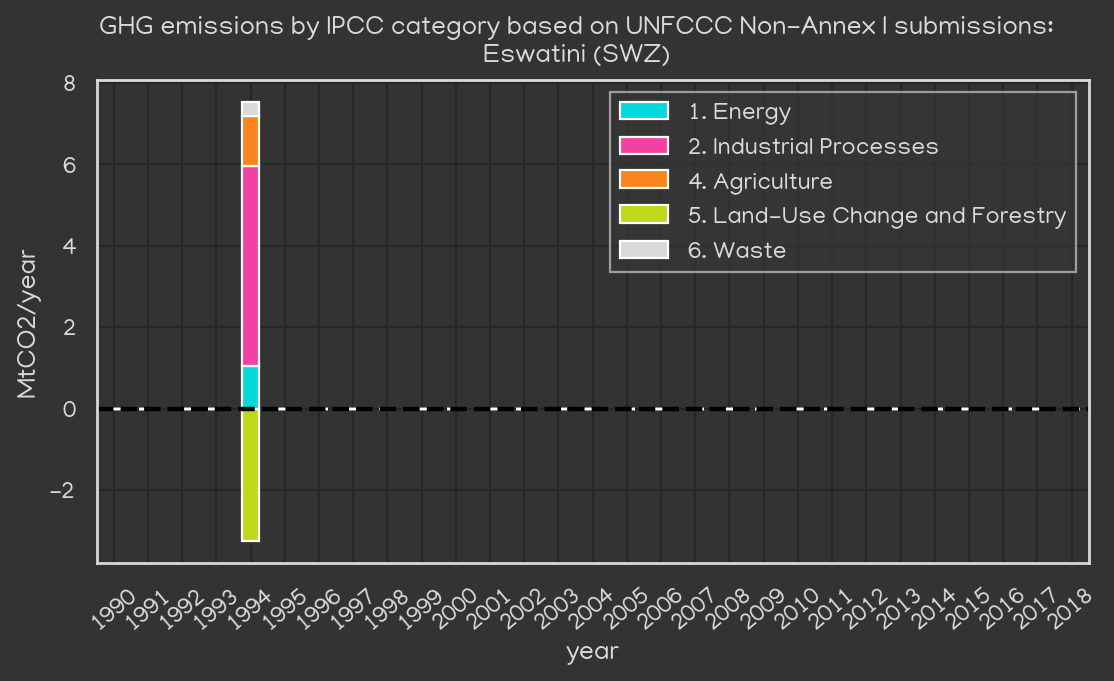 GHG emissions by IPCC category based on UNFCCC Non-Annex I submissions:
Eswatini (SWZ)
8
6
4
2
0
-2
MtCO2/year
1. Energy
2. Industrial Processes
4. Agriculture
5. Land-Use Change and Forestry
6. Waste
1990 1991 1992 1993 1994 1995 1996 1997 1998 1999 2000 2001 2002 2003 2004 2005 2006 2007 2008 2009 2010 2011 2012 2013 2014 2015 2016 2017 2018
year